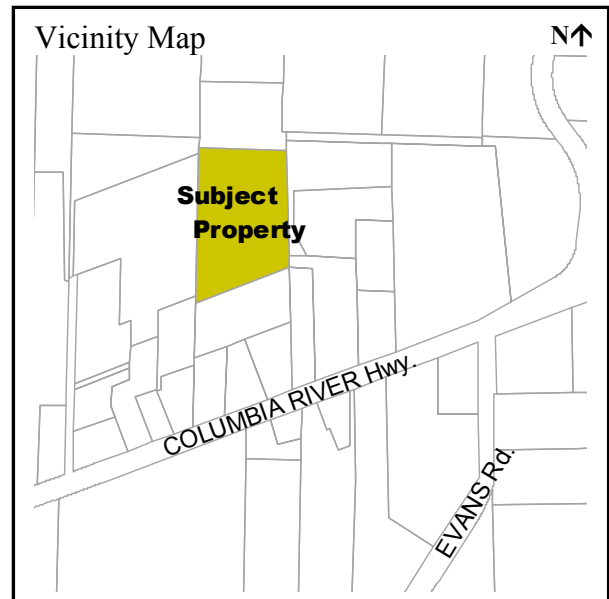 Vicinity Map
N↑
Subject
Property
COLUMBIA RIVER Hwy.
EVANS Rd.